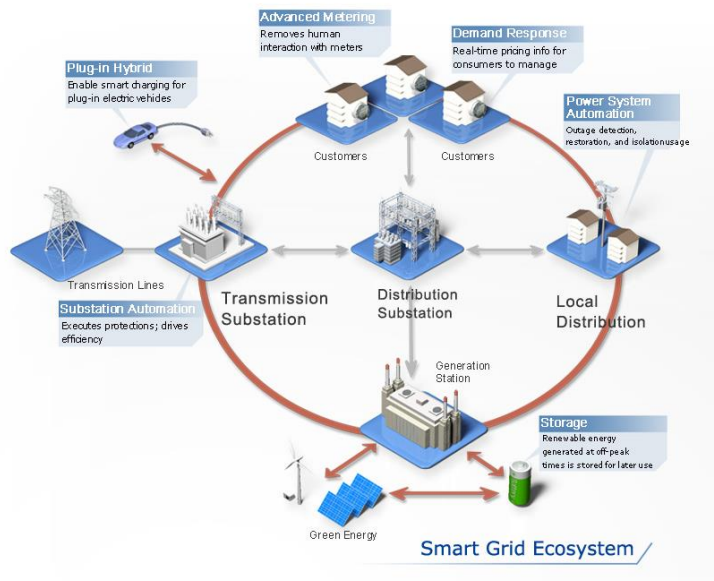 Advanced Metering
Removes human
interaction with meters
Demand Response
Real-time pricing info for
consumers to manage
Plug-in Hybrid
Enable smart charging for
plug-in electric vehicles
Power System
Automation
Outage detection,
restoration, and isolationusage
Customers
Customers
Transmission Lines
Substation Automation
Executes protections; drives
efficiency
Transmission
Substation
Distribution
Substation
Local
Distribution
Generation
Station
Storage
Renewable energy
generated at off-peak
times is stored for later use
Green Energy
Smart Grid Ecosystem